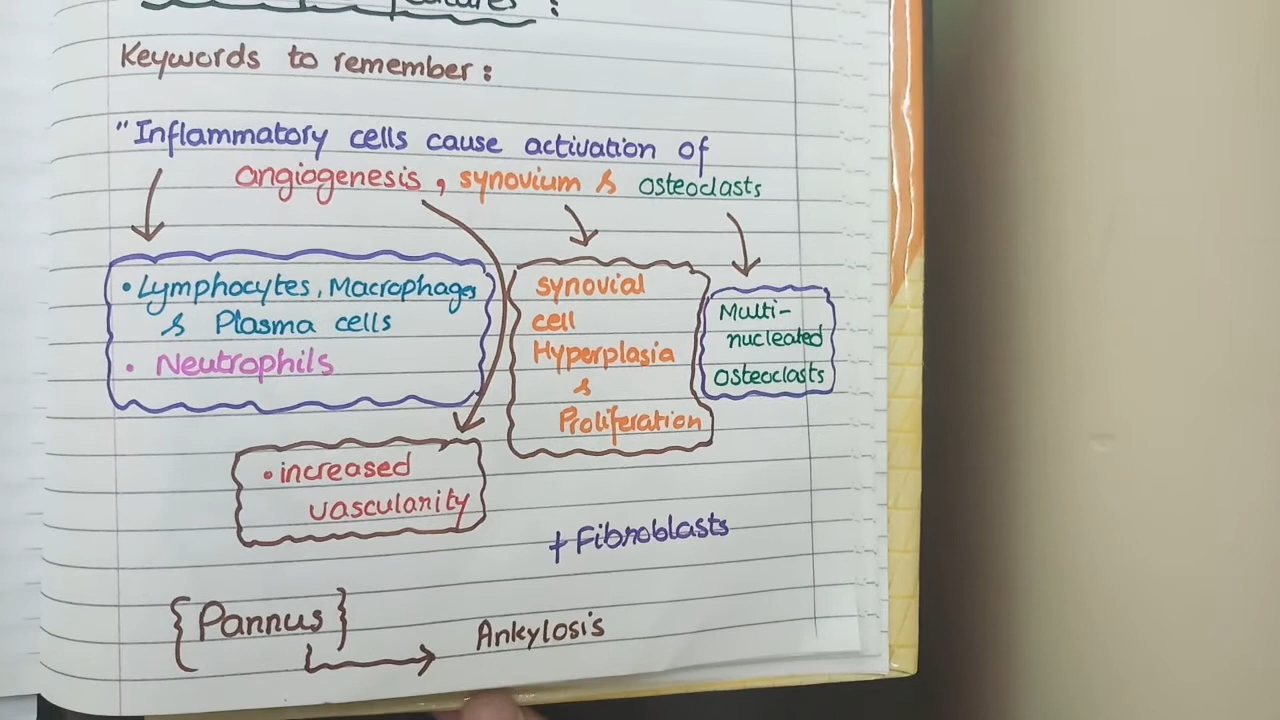 Keywords to remember:
"Inflammatory cells cause activation of
angiogenesis, synovium & osteoclasts
• Lymphocytes, Macrophages
& Plasma cells
• Neutrophils
synovial
cell
Hyperplasia
&
Proliferation
Multi-
nucleated
osteoclasts
• increased
vascularity
+ Fibroblasts
{Pannus}
Ankylosis